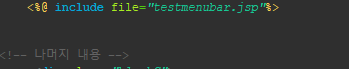 <%@ include file="testmenubar.jsp"%>
<!-- 나머지 내용 -->